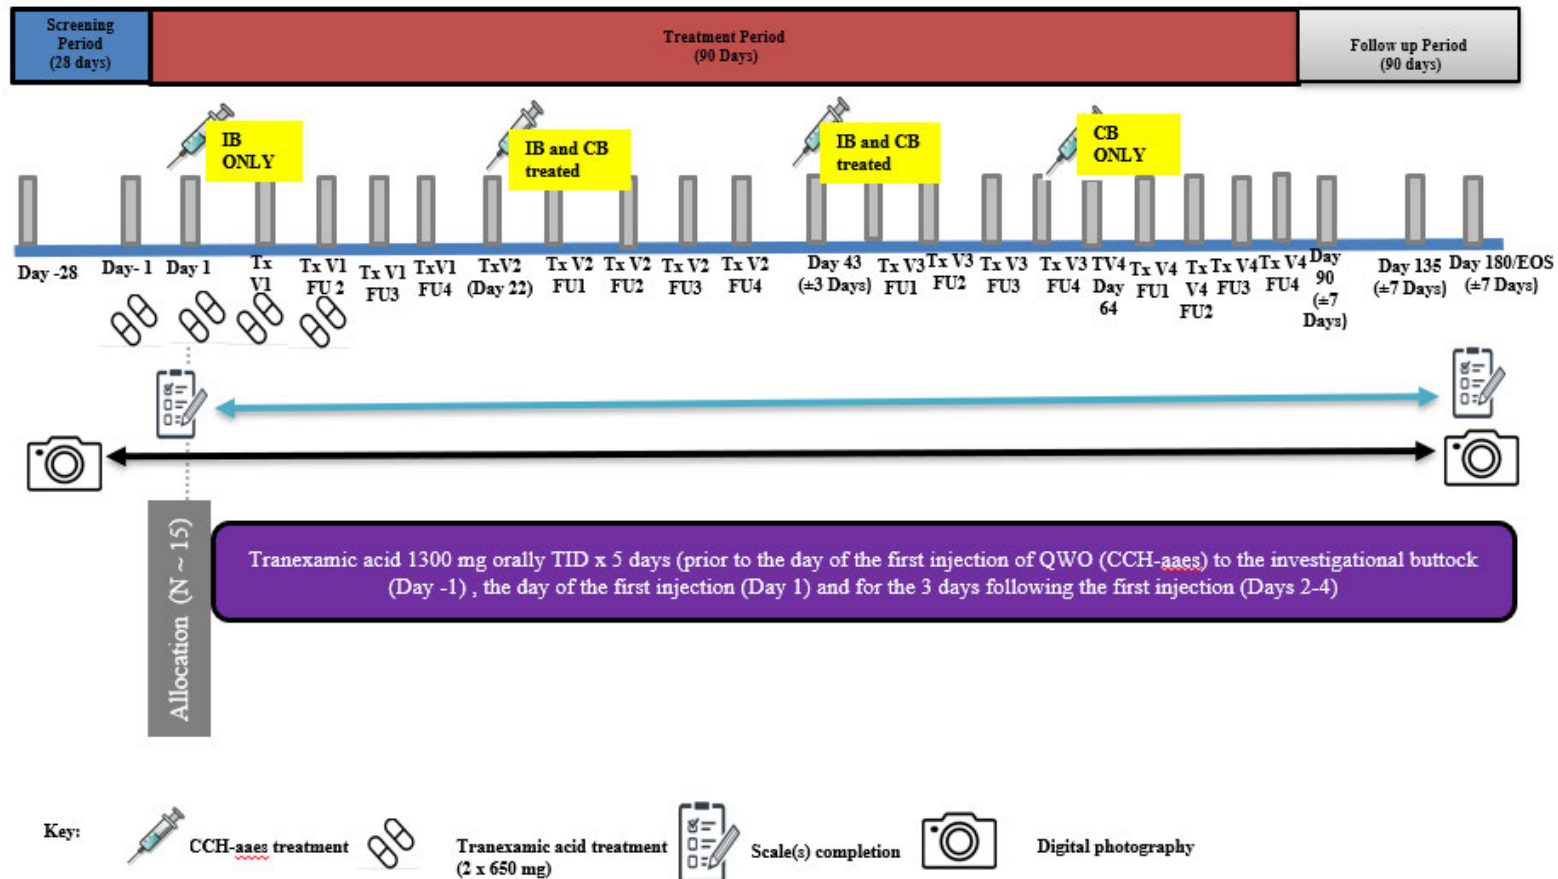 Screening
Period
(28 days)
Treatment Period
(90 Days)
Follow up Period
(90 days)
IB
ONLY
IB and CB
treated
IB and CB
treated
CB
ONLY
Day -28
Day- 1
Day 1
Tx
V1
Tx V1
FU 2
Tx V1
FU3
TxV1
FU4
TxV2
(Day 22)
Tx V2
FU1
Tx V2
FU2
Tx V2
FU3
Tx V2
FU4
Day 43
(±3 Days)
Tx V3
FU1
Tx V3
FU2
Tx V3
FU3
Tx V3
FU4
TV4
Day
64
Tx V4
FU1
Tx
V4
FU2
Tx V4
FU3
Tx V4
FU4
Day
90
(±7
Days)
Day 135
(±7 Days)
Day 180/EOS
(±7 Days)
Allocation (N ~ 15)
Tranexamic acid 1300 mg orally TID x 5 days (prior to the day of the first injection of QWO (CCH-aaes) to the investigational buttock
(Day -1) , the day of the first injection (Day 1) and for the 3 days following the first injection (Days 2-4)
Key:
CCH-aaes treatment
Tranexamic acid treatment
(2 x 650 mg)
Scale(s) completion
Digital photography